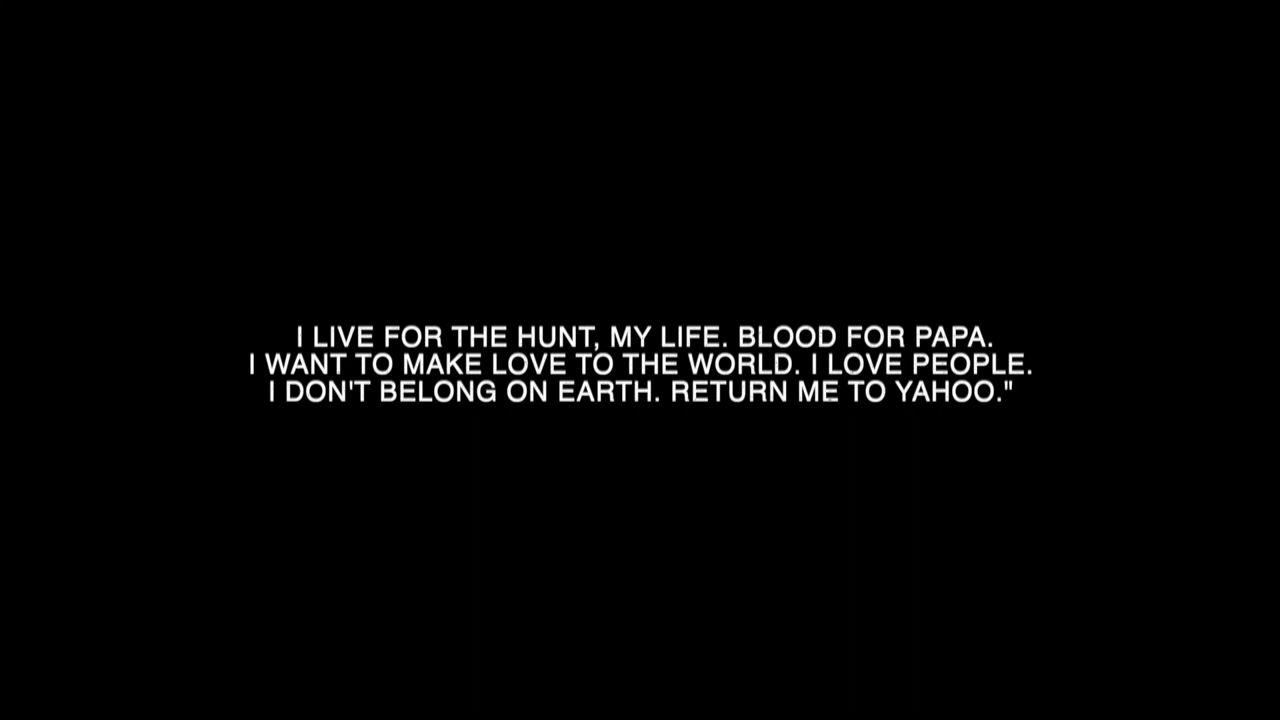 I LIVE FOR THE HUNT, MY LIFE. BLOOD FOR PAPA.
I WANT TO MAKE LOVE TO THE WORLD. I LOVE PEOPLE.
I DON'T BELONG ON EARTH. RETURN ME TO YAHOO."